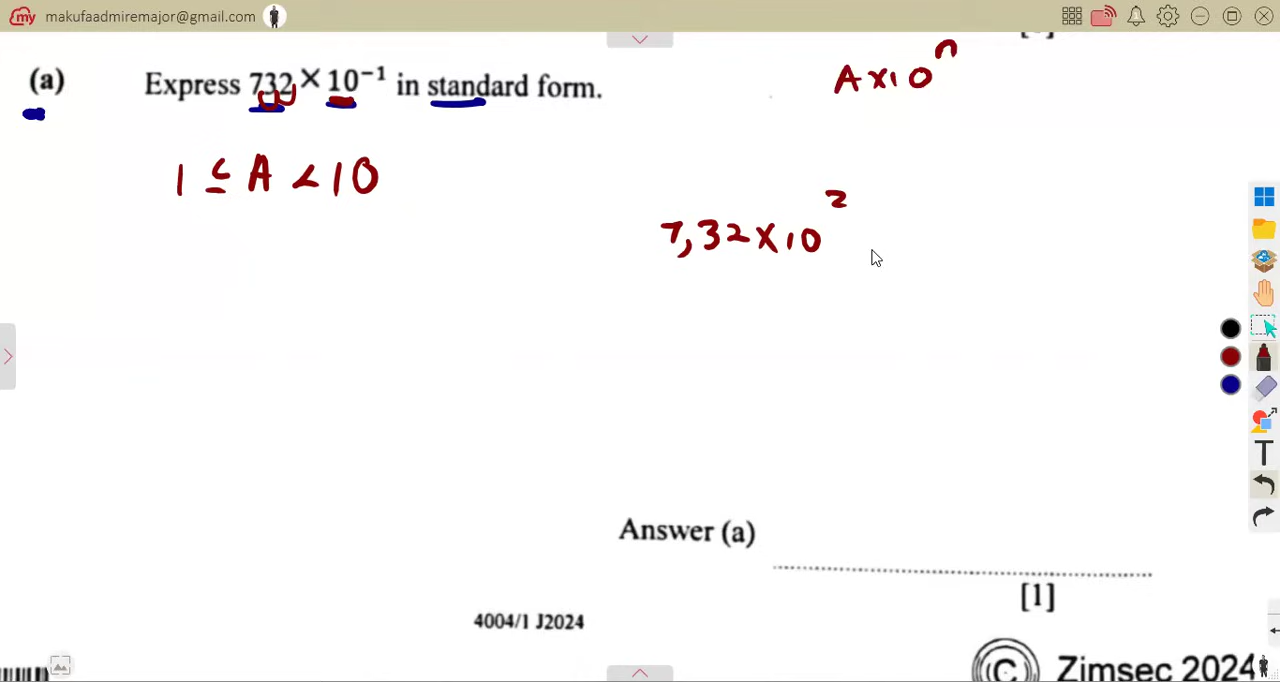 my makufaadmiremajor@gmail.com
(a) Express 732 × 10⁻¹ in standard form.
A x 10ⁿ
1 ≤ A < 10
7,32 x 10²
Answer (a) ........................................
[1]
4004/1 J2024
© Zimsec 2024